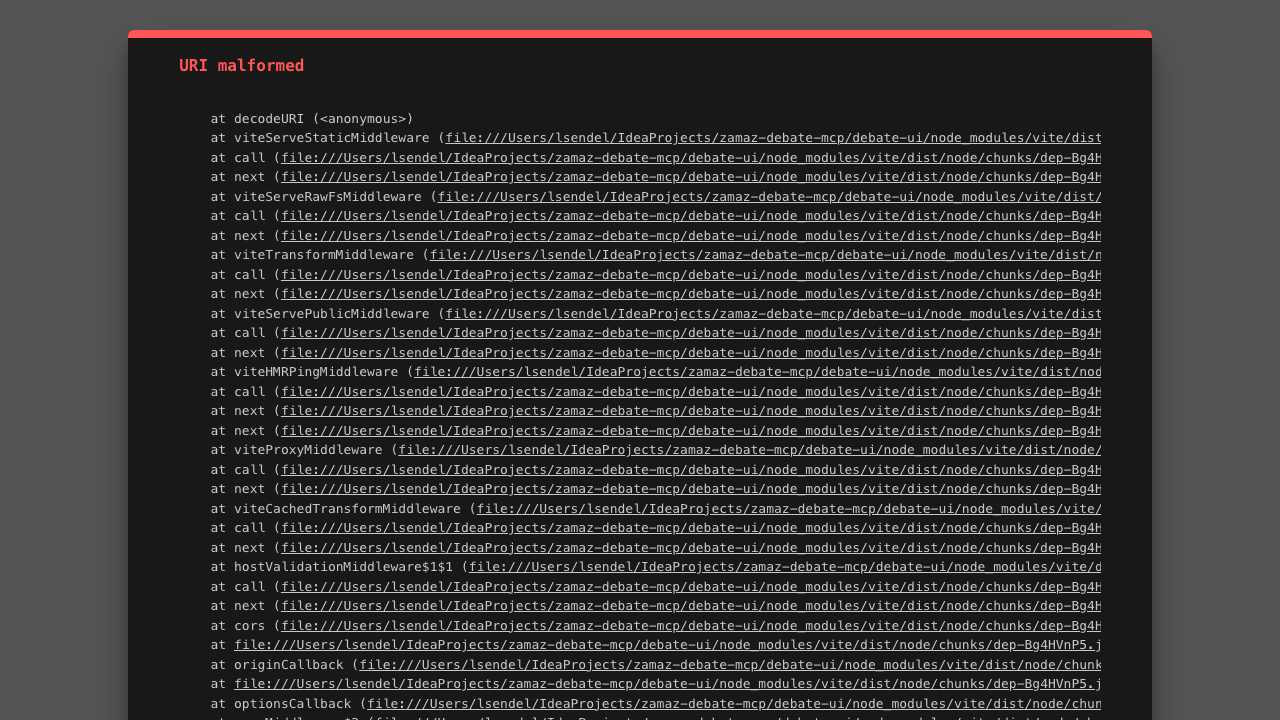 URI malformed
at decodeURI (<anonymous>)
at viteServeStaticMiddleware (file:///Users/lsendel/IdeaProjects/zamaz-debate-mcp/debate-ui/node_modules/vite/dist
at call (file:///Users/lsendel/IdeaProjects/zamaz-debate-mcp/debate-ui/node_modules/vite/dist/node/chunks/dep-Bg4H
at next (file:///Users/lsendel/IdeaProjects/zamaz-debate-mcp/debate-ui/node_modules/vite/dist/node/chunks/dep-Bg4H
at viteServeRawFsMiddleware (file:///Users/lsendel/IdeaProjects/zamaz-debate-mcp/debate-ui/node_modules/vite/dist/
at call (file:///Users/lsendel/IdeaProjects/zamaz-debate-mcp/debate-ui/node_modules/vite/dist/node/chunks/dep-Bg4H
at next (file:///Users/lsendel/IdeaProjects/zamaz-debate-mcp/debate-ui/node_modules/vite/dist/node/chunks/dep-Bg4H
at viteTransformMiddleware (file:///Users/lsendel/IdeaProjects/zamaz-debate-mcp/debate-ui/node_modules/vite/dist/n
at call (file:///Users/lsendel/IdeaProjects/zamaz-debate-mcp/debate-ui/node_modules/vite/dist/node/chunks/dep-Bg4H
at next (file:///Users/lsendel/IdeaProjects/zamaz-debate-mcp/debate-ui/node_modules/vite/dist/node/chunks/dep-Bg4H
at viteServePublicMiddleware (file:///Users/lsendel/IdeaProjects/zamaz-debate-mcp/debate-ui/node_modules/vite/dist
at call (file:///Users/lsendel/IdeaProjects/zamaz-debate-mcp/debate-ui/node_modules/vite/dist/node/chunks/dep-Bg4H
at next (file:///Users/lsendel/IdeaProjects/zamaz-debate-mcp/debate-ui/node_modules/vite/dist/node/chunks/dep-Bg4H
at viteHMRPingMiddleware (file:///Users/lsendel/IdeaProjects/zamaz-debate-mcp/debate-ui/node_modules/vite/dist/nod
at call (file:///Users/lsendel/IdeaProjects/zamaz-debate-mcp/debate-ui/node_modules/vite/dist/node/chunks/dep-Bg4H
at next (file:///Users/lsendel/IdeaProjects/zamaz-debate-mcp/debate-ui/node_modules/vite/dist/node/chunks/dep-Bg4H
at next (file:///Users/lsendel/IdeaProjects/zamaz-debate-mcp/debate-ui/node_modules/vite/dist/node/chunks/dep-Bg4H
at viteProxyMiddleware (file:///Users/lsendel/IdeaProjects/zamaz-debate-mcp/debate-ui/node_modules/vite/dist/node/
at call (file:///Users/lsendel/IdeaProjects/zamaz-debate-mcp/debate-ui/node_modules/vite/dist/node/chunks/dep-Bg4H
at next (file:///Users/lsendel/IdeaProjects/zamaz-debate-mcp/debate-ui/node_modules/vite/dist/node/chunks/dep-Bg4H
at viteCachedTransformMiddleware (file:///Users/lsendel/IdeaProjects/zamaz-debate-mcp/debate-ui/node_modules/vite/
at call (file:///Users/lsendel/IdeaProjects/zamaz-debate-mcp/debate-ui/node_modules/vite/dist/node/chunks/dep-Bg4H
at next (file:///Users/lsendel/IdeaProjects/zamaz-debate-mcp/debate-ui/node_modules/vite/dist/node/chunks/dep-Bg4H
at hostValidationMiddleware$1$1 (file:///Users/lsendel/IdeaProjects/zamaz-debate-mcp/debate-ui/node_modules/vite/d
at call (file:///Users/lsendel/IdeaProjects/zamaz-debate-mcp/debate-ui/node_modules/vite/dist/node/chunks/dep-Bg4H
at next (file:///Users/lsendel/IdeaProjects/zamaz-debate-mcp/debate-ui/node_modules/vite/dist/node/chunks/dep-Bg4H
at cors (file:///Users/lsendel/IdeaProjects/zamaz-debate-mcp/debate-ui/node_modules/vite/dist/node/chunks/dep-Bg4H
at file:///Users/lsendel/IdeaProjects/zamaz-debate-mcp/debate-ui/node_modules/vite/dist/node/chunks/dep-Bg4HVnP5.j
at originCallback (file:///Users/lsendel/IdeaProjects/zamaz-debate-mcp/debate-ui/node_modules/vite/dist/node/chunk
at file:///Users/lsendel/IdeaProjects/zamaz-debate-mcp/debate-ui/node_modules/vite/dist/node/chunks/dep-Bg4HVnP5.j
at optionsCallback (file:///Users/lsendel/IdeaProjects/zamaz-debate-mcp/debate-ui/node_modules/vite/dist/node/chun